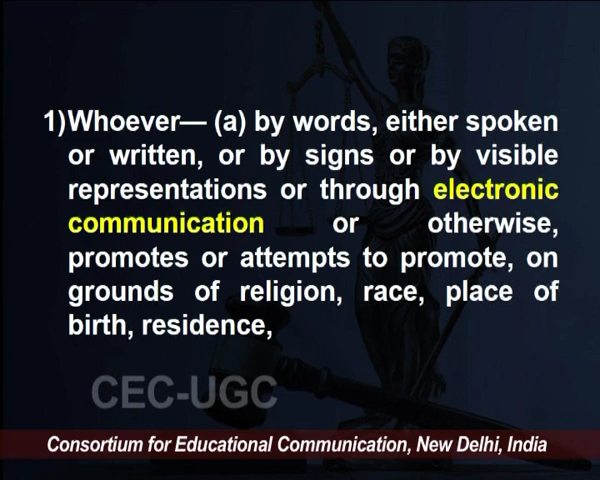 1)Whoever— (a) by words, either spoken
or written, or by signs or by visible
representations or through electronic
communication or otherwise,
promotes or attempts to promote, on
grounds of religion, race, place of
birth, residence,
CEC-UGC
Consortium for Educational Communication, New Delhi, India